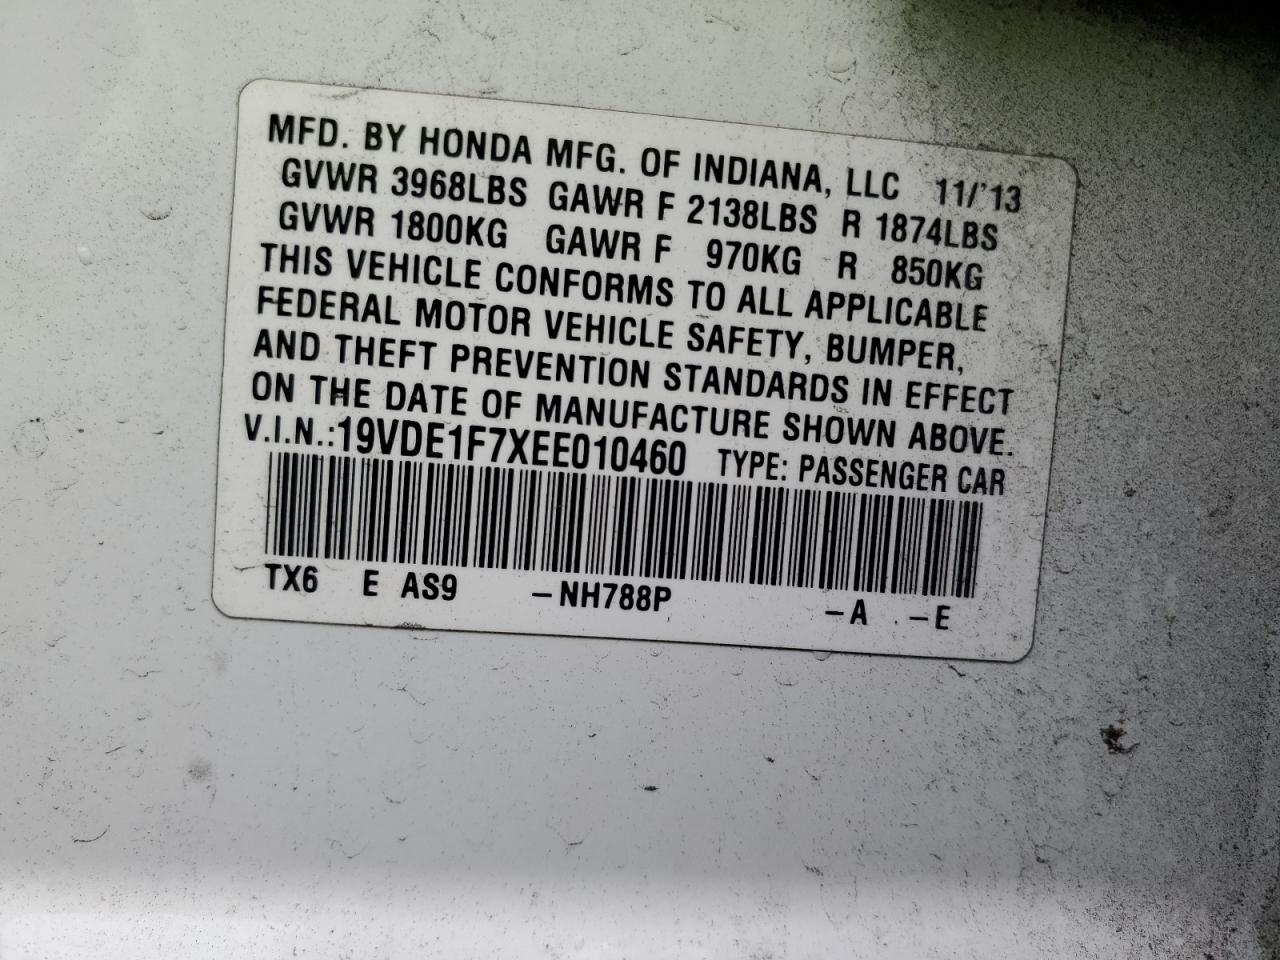 MFD. BY HONDA MFG. OF INDIANA, LLC 11/'13
GVWR 3968LBS GAWR F 2138LBS R 1874LBS
GVWR 1800KG GAWR F 970KG R 850KG
THIS VEHICLE CONFORMS TO ALL APPLICABLE
FEDERAL MOTOR VEHICLE SAFETY, BUMPER,
AND THEFT PREVENTION STANDARDS IN EFFECT
ON THE DATE OF MANUFACTURE SHOWN ABOVE.
V.I.N.:19VDE1F7XEE010460 TYPE: PASSENGER CAR
TX6 E AS9 –NH788P –A –E